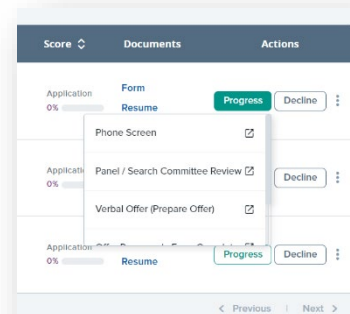 Score Documents Actions
Form
Application
0%
Resume
Progress Decline
Phone Screen
Panel / Search Committee Review
Decline
0%
Verbal Offer (Prepare Offer)
Application
0%
Resume
Progress Decline
Previous | Next